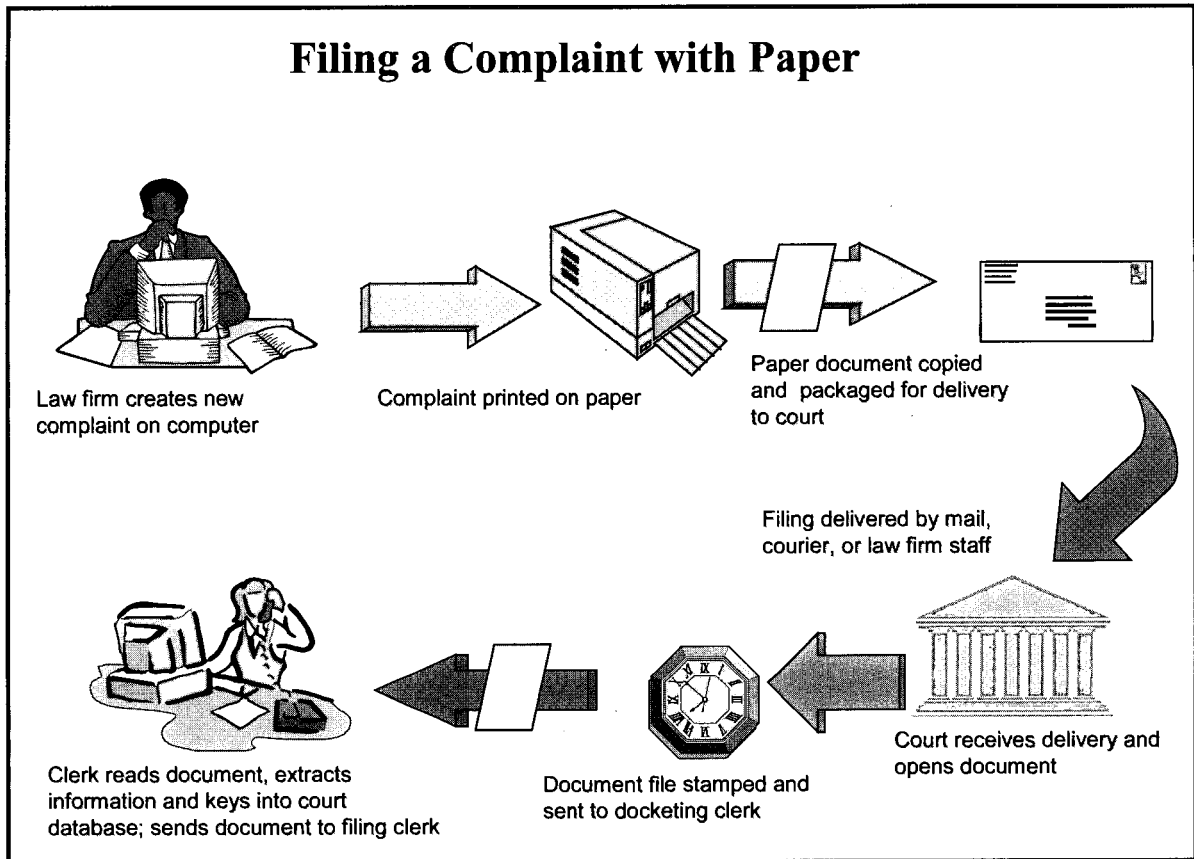 Filing a Complaint with Paper
Law firm creates new
complaint on computer
Complaint printed on paper
Paper document copied
and packaged for delivery
to court
Filing delivered by mail,
courier, or law firm staff
Court receives delivery and
opens document
Document file stamped and
sent to docketing clerk
Clerk reads document, extracts
information and keys into court
database; sends document to filing clerk